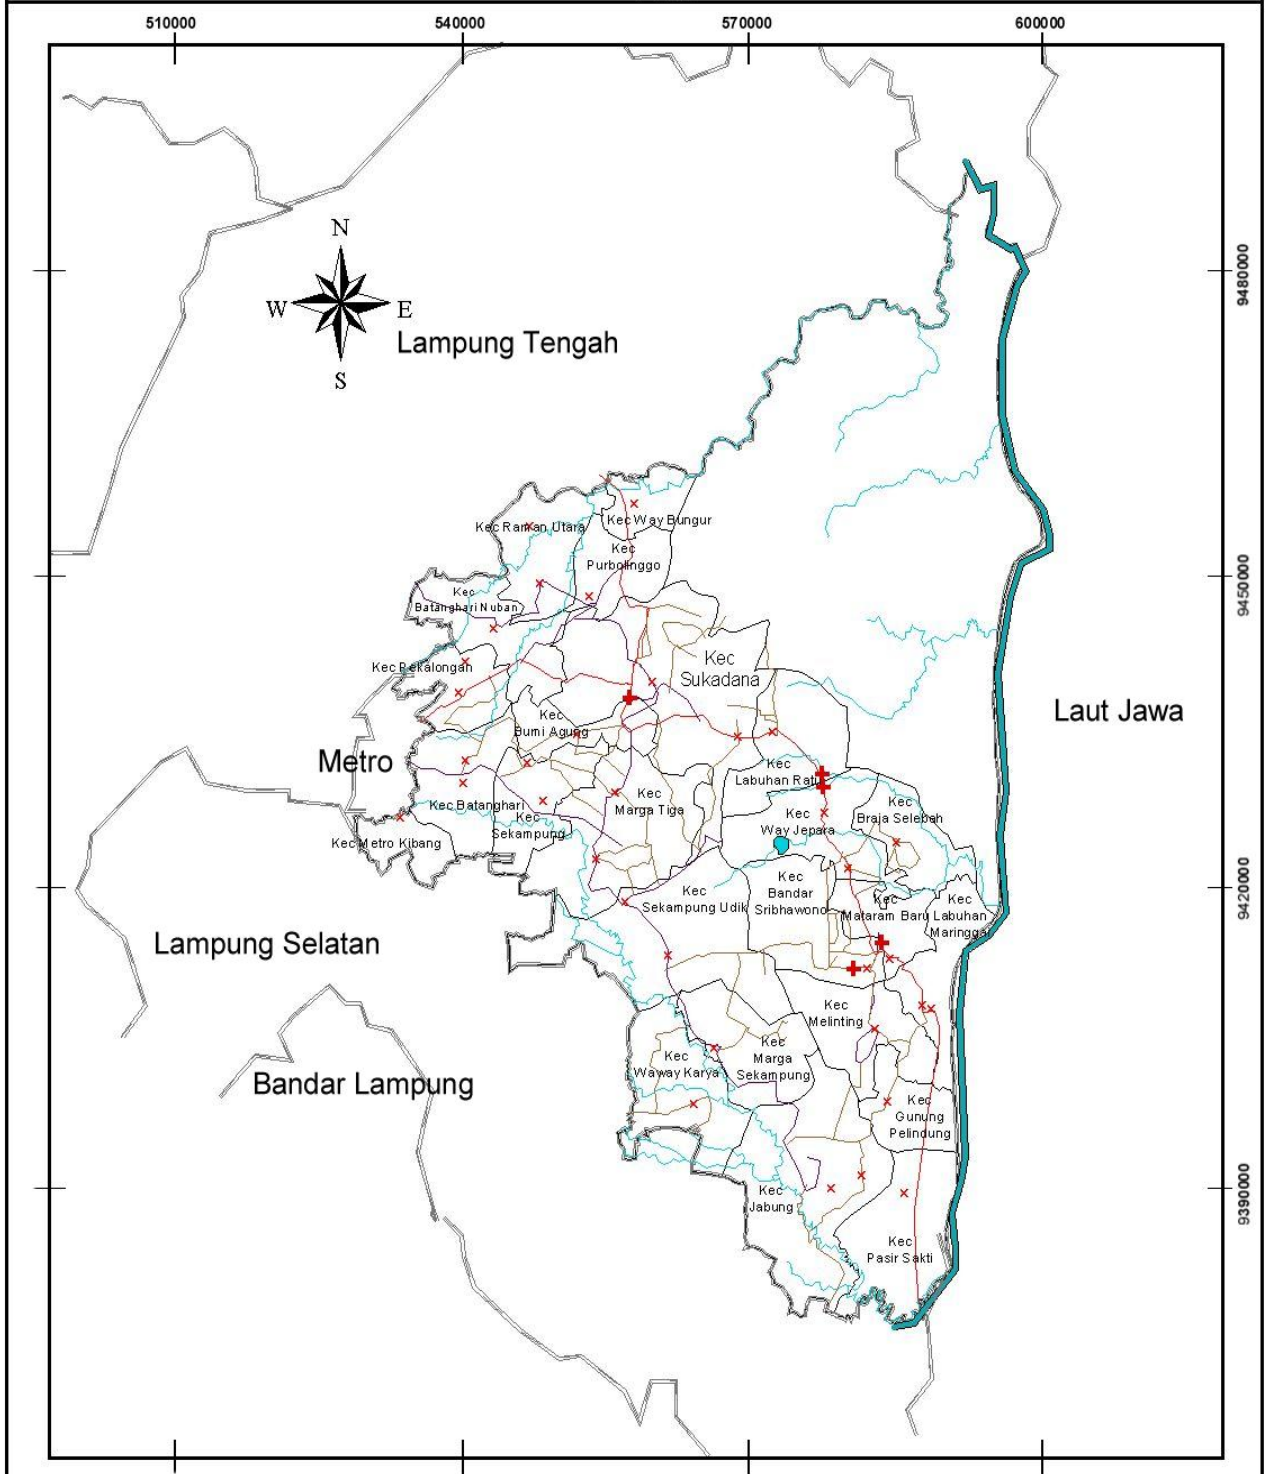 510000
540000
570000
600000
N
W
E
S
Lampung Tengah
9480000
Kec Raman Utara
Kec Way Bungur
Kec
Purbolinggo
9450000
Kec
Batanghari Nuban
Kec Pekalongan
Kec
Sukadana
Laut Jawa
Kec
Bumi Agung
Metro
Kec
Labuhan Ratu
Kec
Marga Tiga
Kec Batanghari
Kec
Sekampung
Kec
Way Jepara
Kec
Braja Selebah
Kec Metro Kibang
9420000
Kec
Sekampung Udik
Kec
Bandar
Sribhawono
Kec
Mataram Baru
Kec
Labuhan
Maringgai
Lampung Selatan
Kec
Melinting
Kec
Marga
Sekampung
Kec
Waway Karya
Bandar Lampung
Kec
Gunung
Pelindung
9390000
Kec
Jabung
Kec
Pasir Sakti